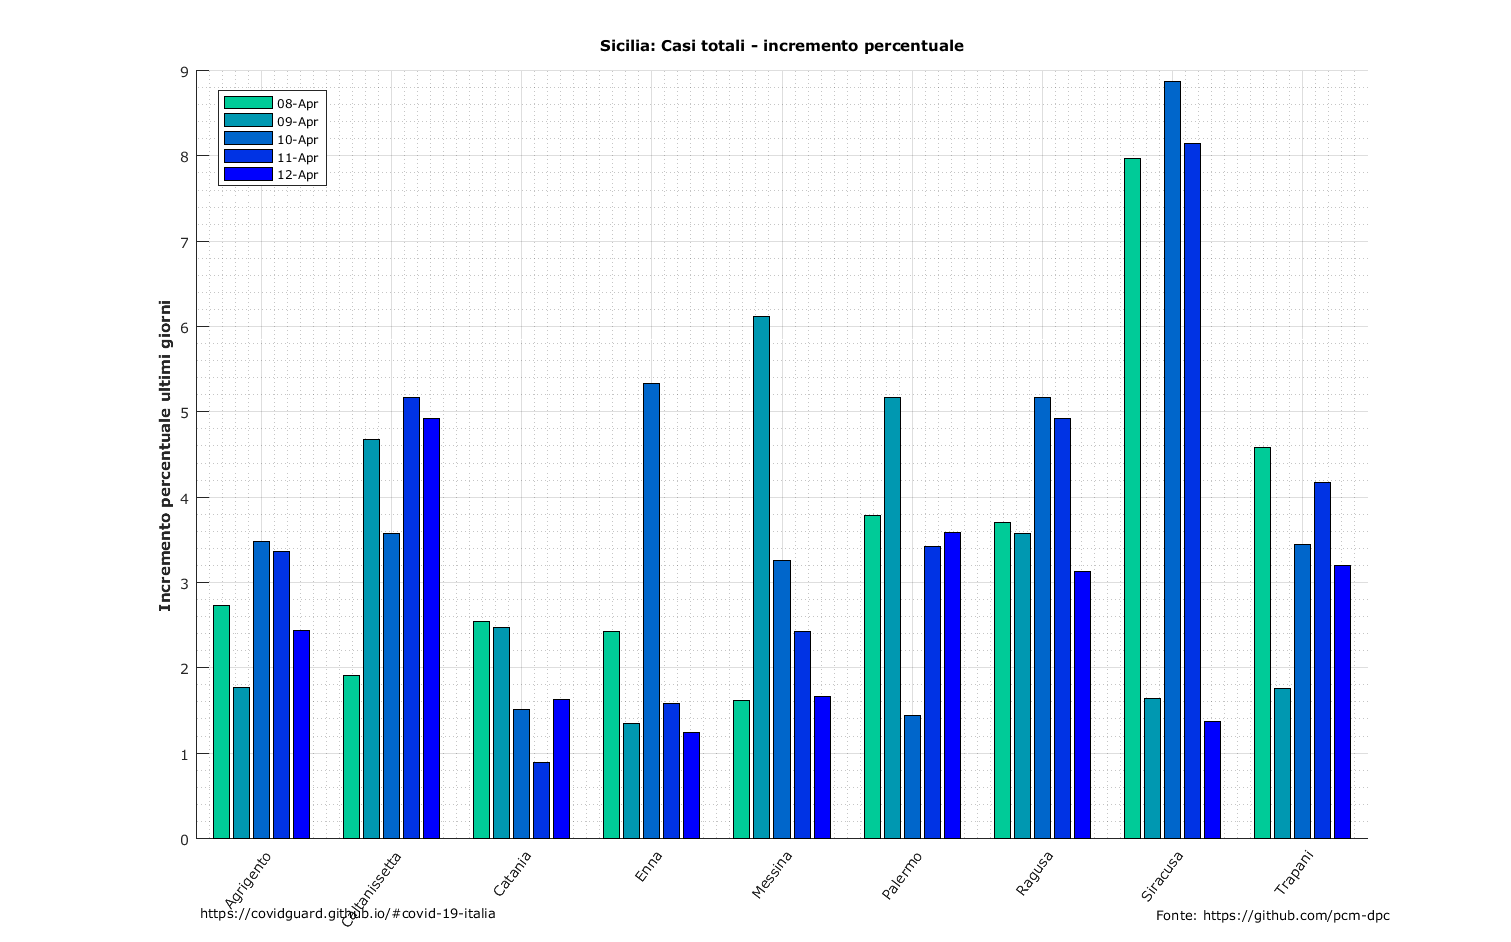 Sicilia: Casi totali - incremento percentuale
9
8
7
6
5
4
3
2
1
0
Incremento percentuale ultimi giorni
08-Apr
09-Apr
10-Apr
11-Apr
12-Apr
Agrigento
Caltanissetta
Catania
Enna
Messina
Palermo
Ragusa
Siracusa
Trapani
https://covidguard.github.io/#covid-19-italia
Fonte: https://github.com/pcm-dpc